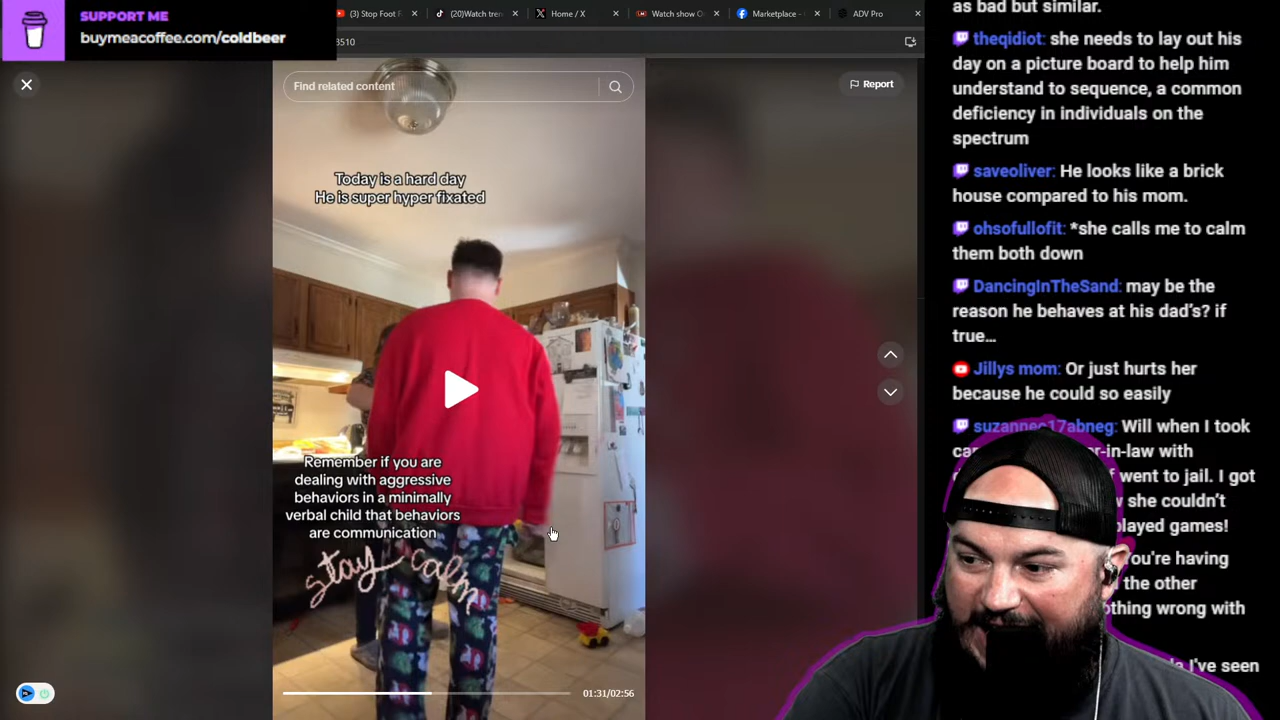 SUPPORT ME
buymeacoffee.com/coldbeer
(3) Stop Foot F
(20)Watch tren
Home / X
Watch show O
Marketplace -
ADV Pro
3510
Find related content
Report
Today is a hard day
He is super hyper fixated
Remember if you are
dealing with aggressive
behaviors in a minimally
verbal child that behaviors
are communication
stay calm
01:31/02:56
as bad but similar.
theqidiot: she needs to lay out his
day on a picture board to help him
understand to sequence, a common
deficiency in individuals on the
spectrum
saveoliver: He looks like a brick
house compared to his mom.
ohsofullofit: *she calls me to calm
them both down
DancingInTheSand: may be the
reason he behaves at his dad's? if
true...
Jillys mom: Or just hurts her
because he could so easily
suzannec17abneg: Will when I took
er-in-law with
f went to jail. I got
she couldn't
played games!
ou're having
the other
othing wrong with
I've seen